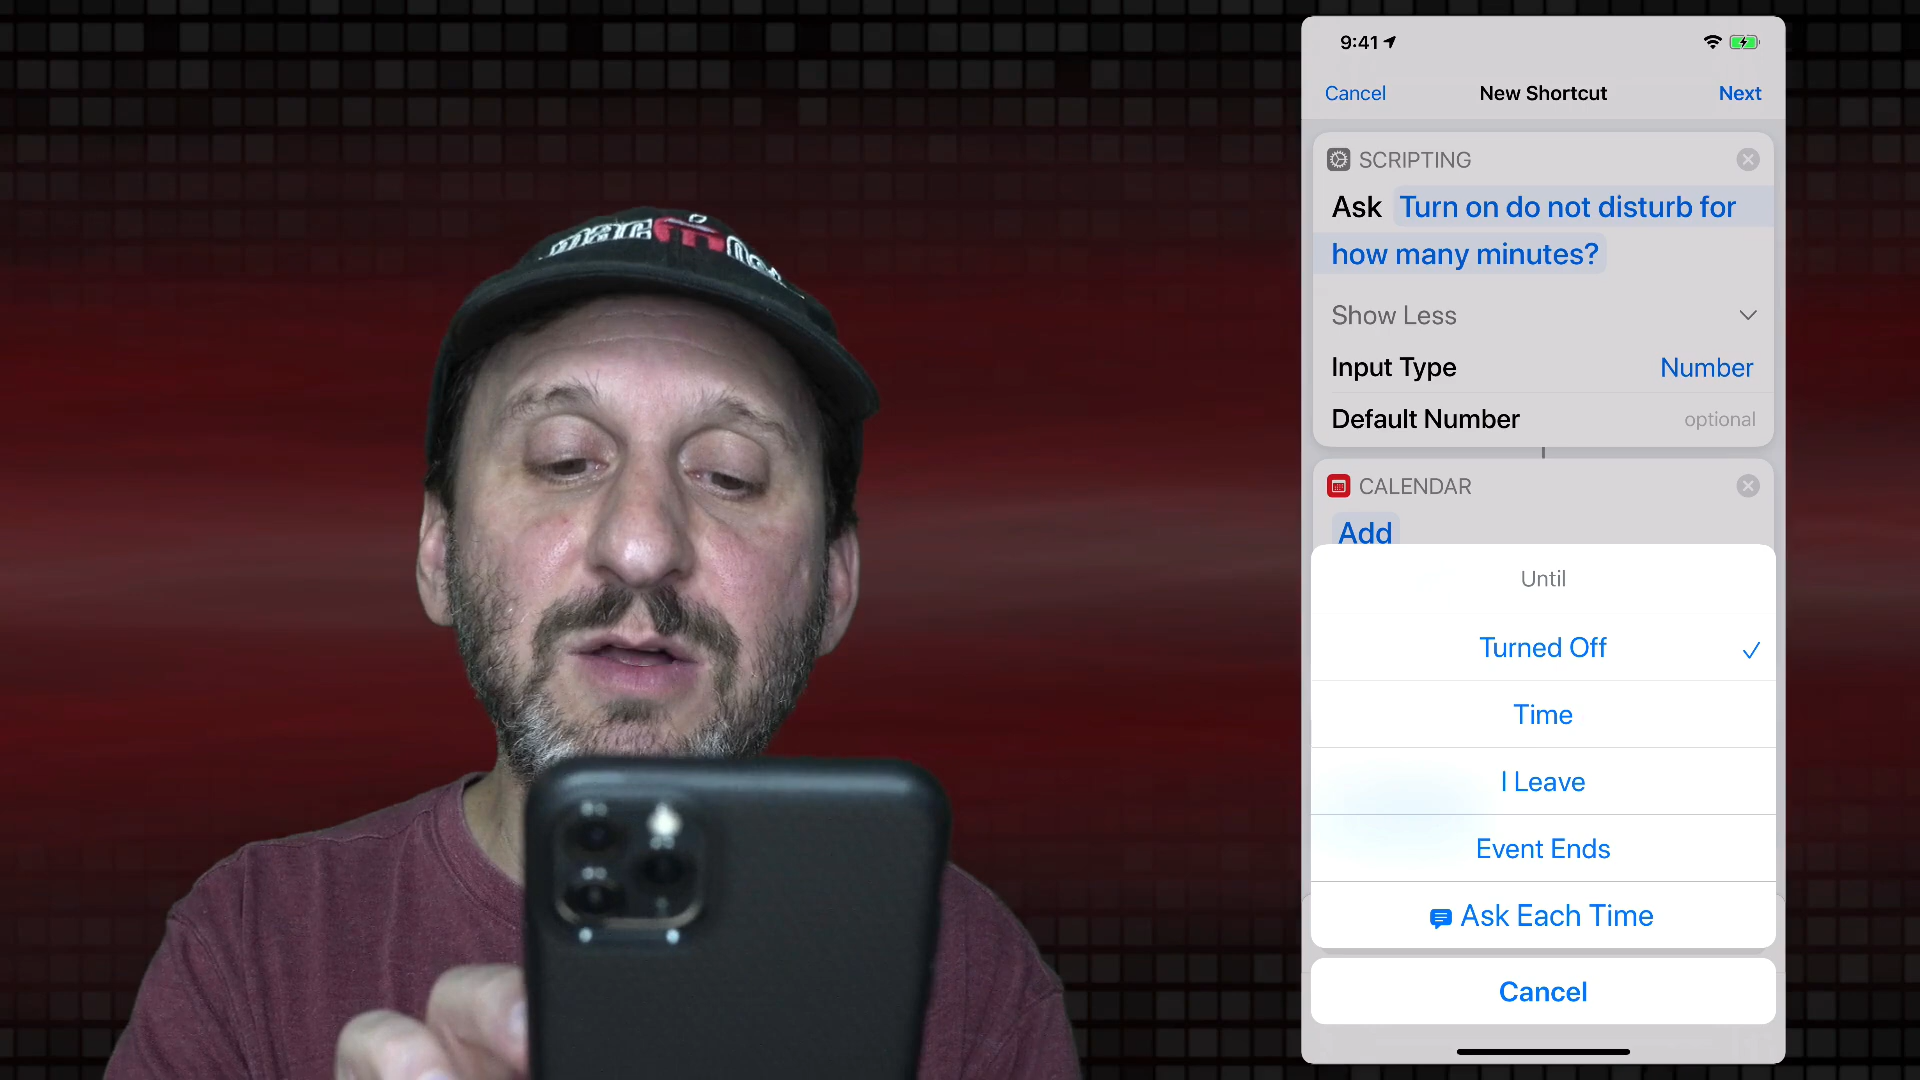 9:41
Cancel
New Shortcut
Next
SCRIPTING
Ask Turn on do not disturb for
how many minutes?
Show Less
Input Type
Number
Default Number
optional
CALENDAR
Add
Until
Turned Off
Time
I Leave
Event Ends
Ask Each Time
Cancel